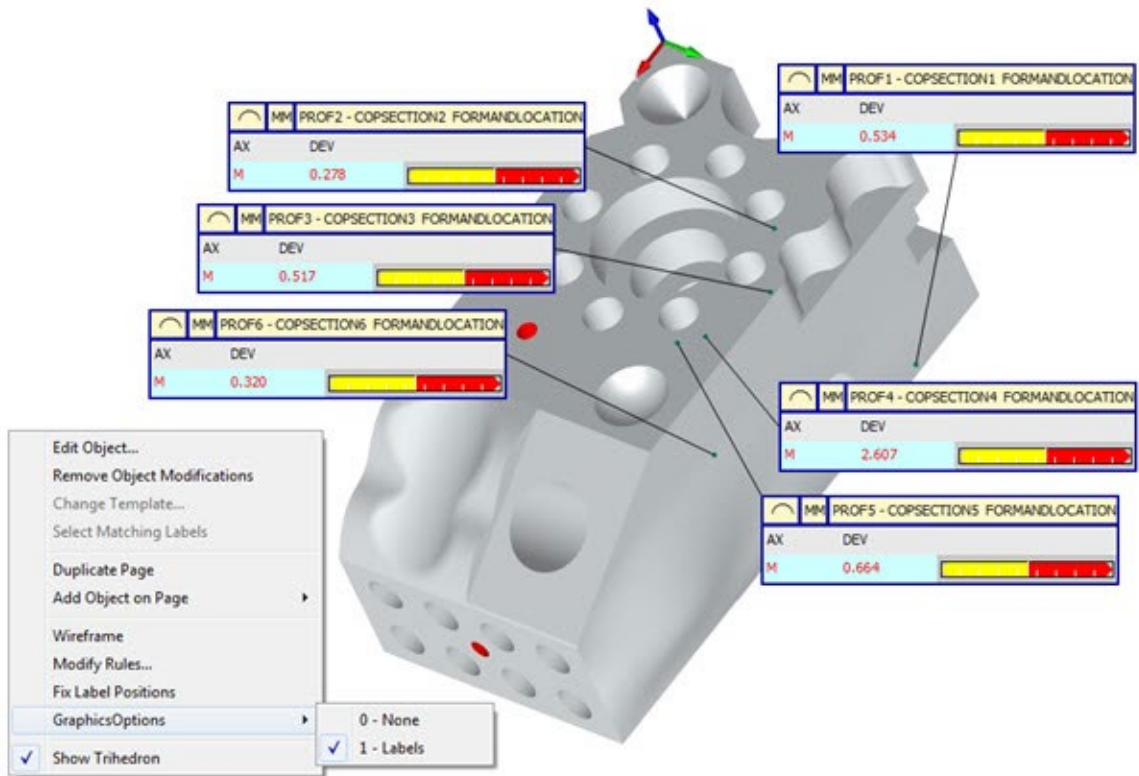 MM PROF1 - COPSECTION1 FORMANDLOCATION
AX DEV
M 0.534
MM PROF2 - COPSECTION2 FORMANDLOCATION
AX DEV
M 0.278
MM PROF3 - COPSECTION3 FORMANDLOCATION
AX DEV
M 0.517
MM PROF6 - COPSECTION6 FORMANDLOCATION
AX DEV
M 0.320
MM PROF4 - COPSECTION4 FORMANDLOCATION
AX DEV
M 2.607
MM PROF5 - COPSECTION5 FORMANDLOCATION
AX DEV
M 0.664
Edit Object...
Remove Object Modifications
Change Template...
Select Matching Labels
Duplicate Page
Add Object on Page
Wireframe
Modify Rules...
Fix Label Positions
GraphicsOptions
0 - None
1 - Labels
Show Trihedron